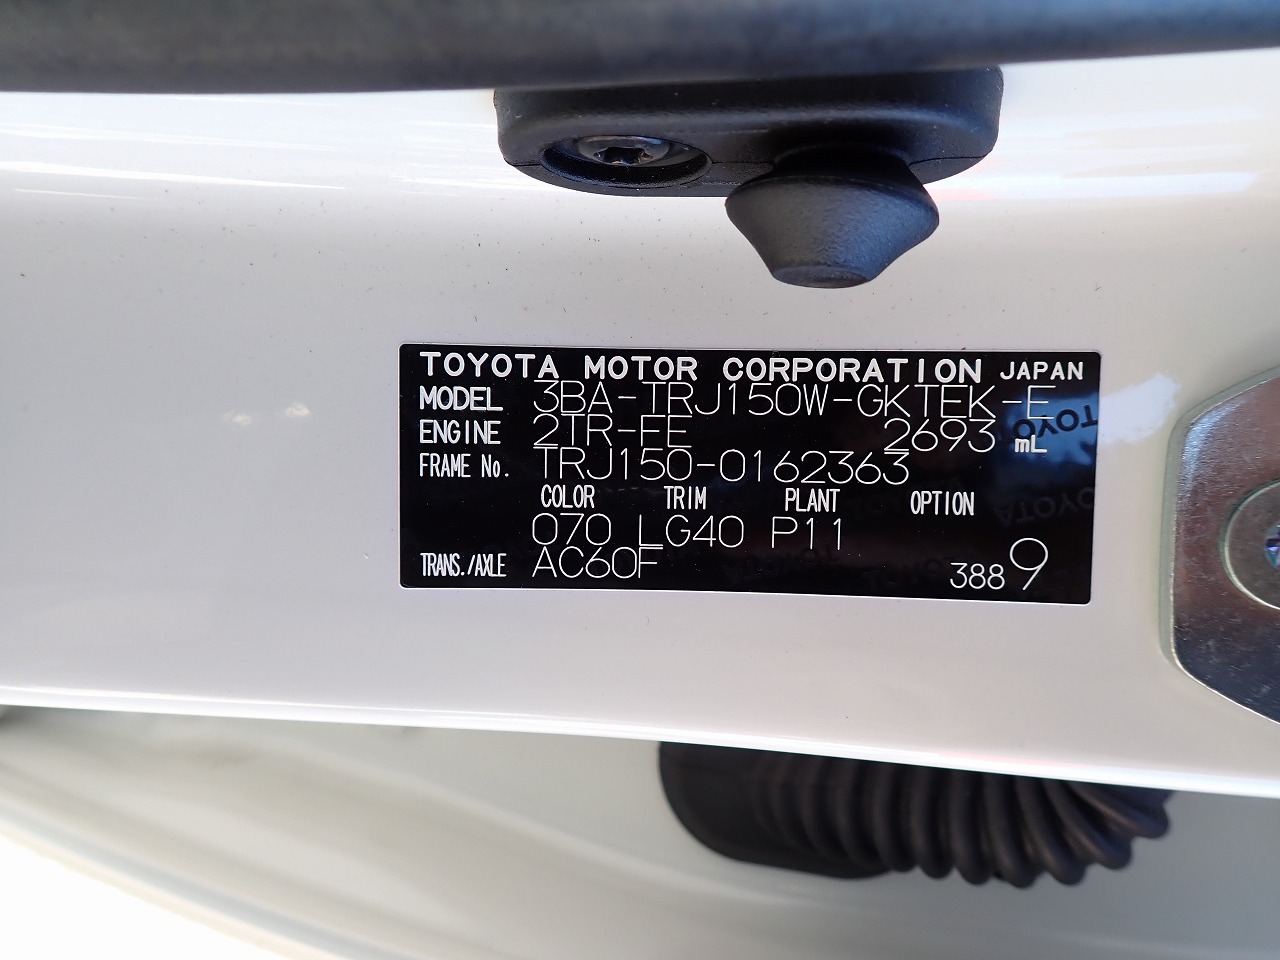 TOYOTA MOTOR CORPORATION JAPAN
MODEL 3BA-TRJ150W-GKTEK-E
ENGINE 2TR-FE 2693 mL
FRAME No. TRJ150-0162363
COLOR TRIM PLANT OPTION
070 LG40 P11
TRANS./AXLE AC60F 3889